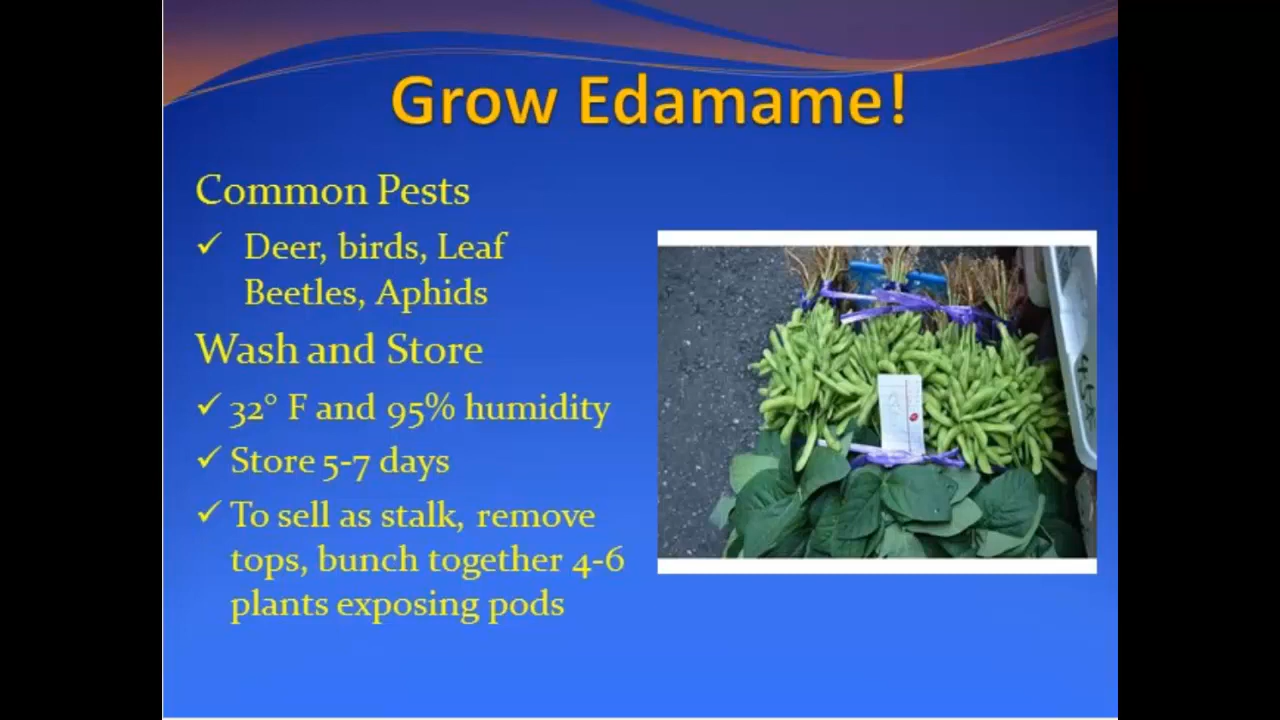 Grow Edamame!
Common Pests
✓ Deer, birds, Leaf
Beetles, Aphids
Wash and Store
✓ 32° F and 95% humidity
✓ Store 5-7 days
✓ To sell as stalk, remove
tops, bunch together 4-6
plants exposing pods